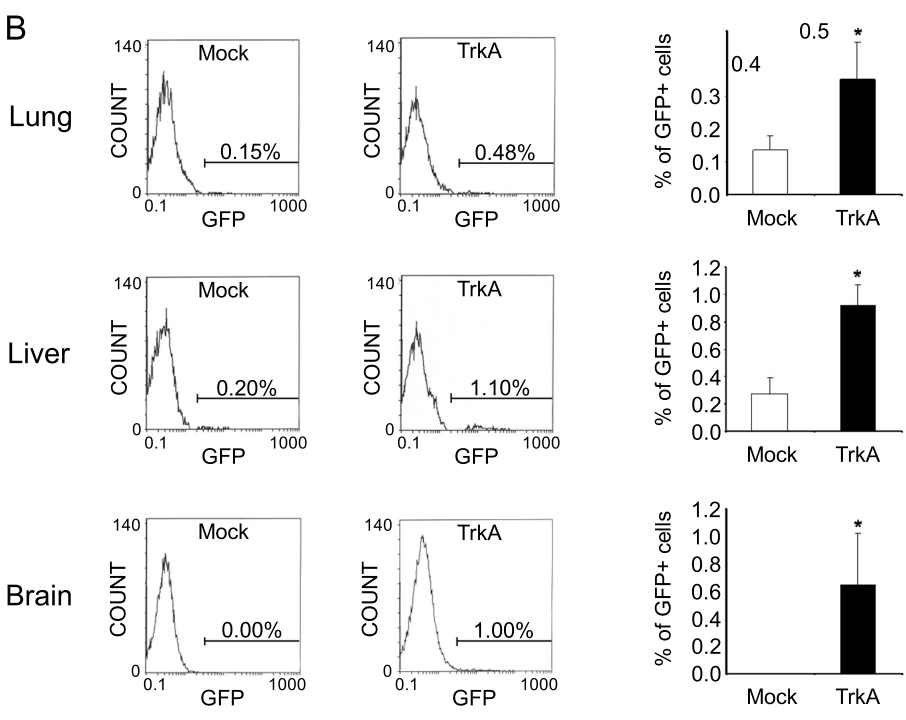 B
Lung
140
COUNT
0
Mock
0.15%
0.1
1000
GFP
140
COUNT
0
TrkA
0.48%
0.1
1000
GFP
% of GFP+ cells
0.5
0.4
0.3
0.2
0.1
0.0
*
Mock
TrkA
Liver
140
COUNT
0
Mock
0.20%
0.1
1000
GFP
140
COUNT
0
TrkA
1.10%
0.1
1000
GFP
% of GFP+ cells
1.2
1.0
0.8
0.6
0.4
0.2
0.0
*
Mock
TrkA
Brain
140
COUNT
0
Mock
0.00%
0.1
1000
GFP
140
COUNT
0
TrkA
1.00%
0.1
1000
GFP
% of GFP+ cells
1.2
1.0
0.8
0.6
0.4
0.2
0.0
*
Mock
TrkA